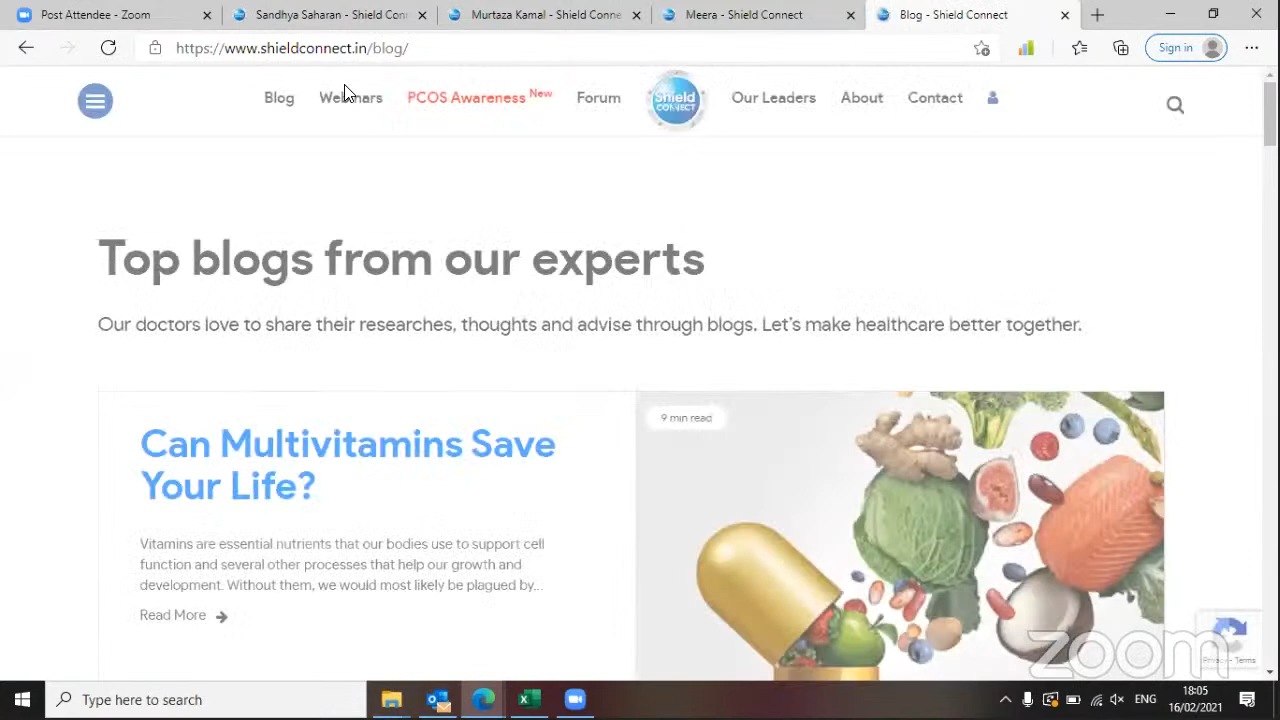 Post Attendee - Zoom
Sandhya Saharan - Shield Con
Murtaza Kamal - Shield Conne
Meera - Shield Connect
Blog - Shield Connect
https://www.shieldconnect.in/blog/
Sign in
Blog
Webinars
PCOS Awareness New
Forum
Shield CONNECT
Our Leaders
About
Contact
Top blogs from our experts
Our doctors love to share their researches, thoughts and advise through blogs. Let's make healthcare better together.
Can Multivitamins Save
Your Life?
9 min read
Vitamins are essential nutrients that our bodies use to support cell
function and several other processes that help our growth and
development. Without them, we would most likely be plagued by...
Read More
zoom
Privacy - Terms
Type here to search
ENG
18:05
16/02/2021